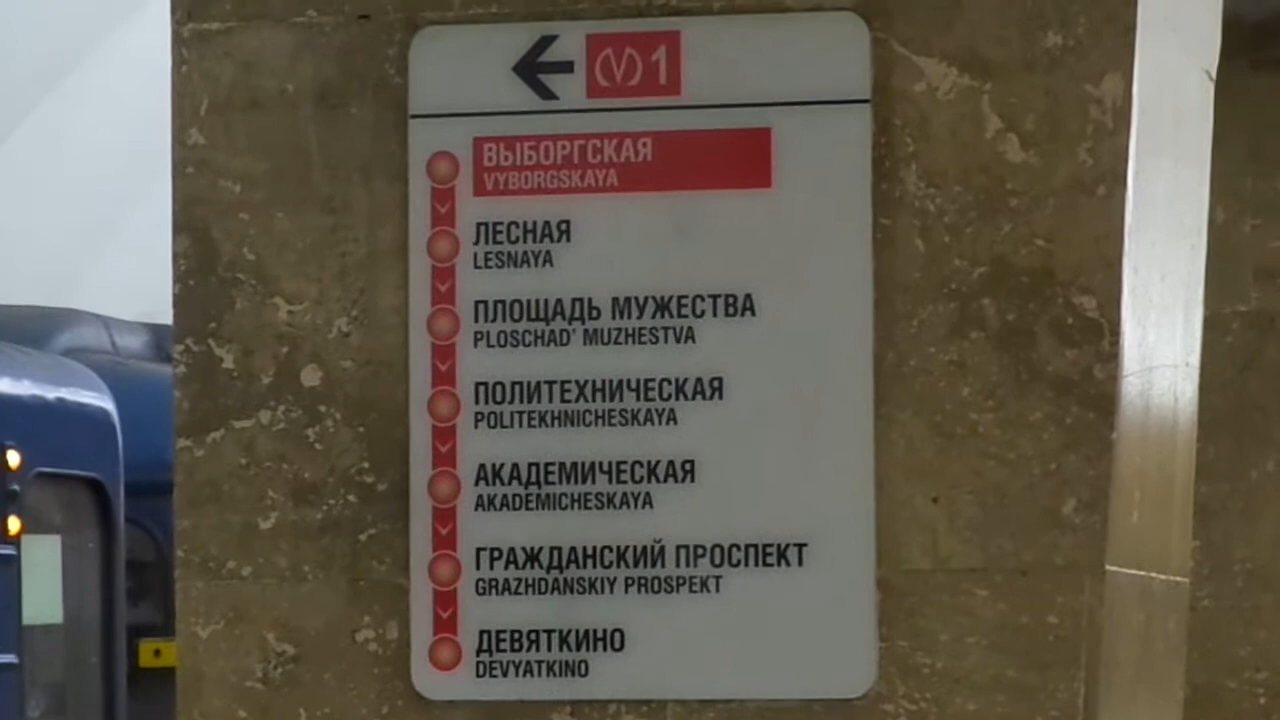 1
ВЫБОРГСКАЯ
VYBORGSKAYA
ЛЕСНАЯ
LESNAYA
ПЛОЩАДЬ МУЖЕСТВА
PLOSCHAD' MUZHESTVA
ПОЛИТЕХНИЧЕСКАЯ
POLITEKHNICHESKAYA
АКАДЕМИЧЕСКАЯ
AKADEMICHESKAYA
ГРАЖДАНСКИЙ ПРОСПЕКТ
GRAZHDANSKIY PROSPEKT
ДЕВЯТКИНО
DEVYATKINO